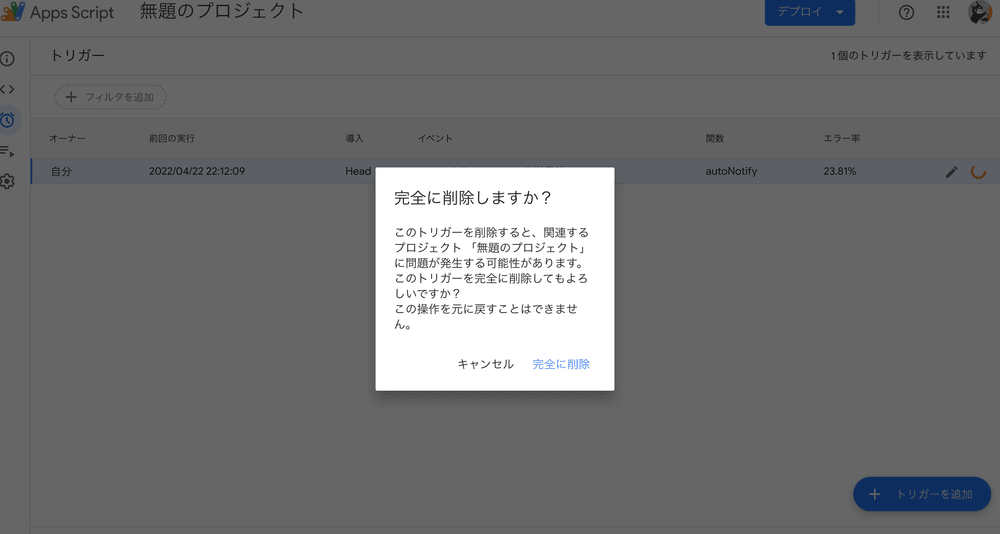 Apps Script 無題のプロジェクト デプロイ
トリガー 1個のトリガーを表示しています
フィルタを追加
オーナー 前回の実行 導入 イベント 関数 エラー率
自分 2022/04/22 22:12:09 Head autoNotify 23.81%
完全に削除しますか？
このトリガーを削除すると、関連する
プロジェクト「無題のプロジェクト」
に問題が発生する可能性があります。
このトリガーを完全に削除してもよろ
しいですか？
この操作を元に戻すことはできませ
ん。
キャンセル 完全に削除
トリガーを追加